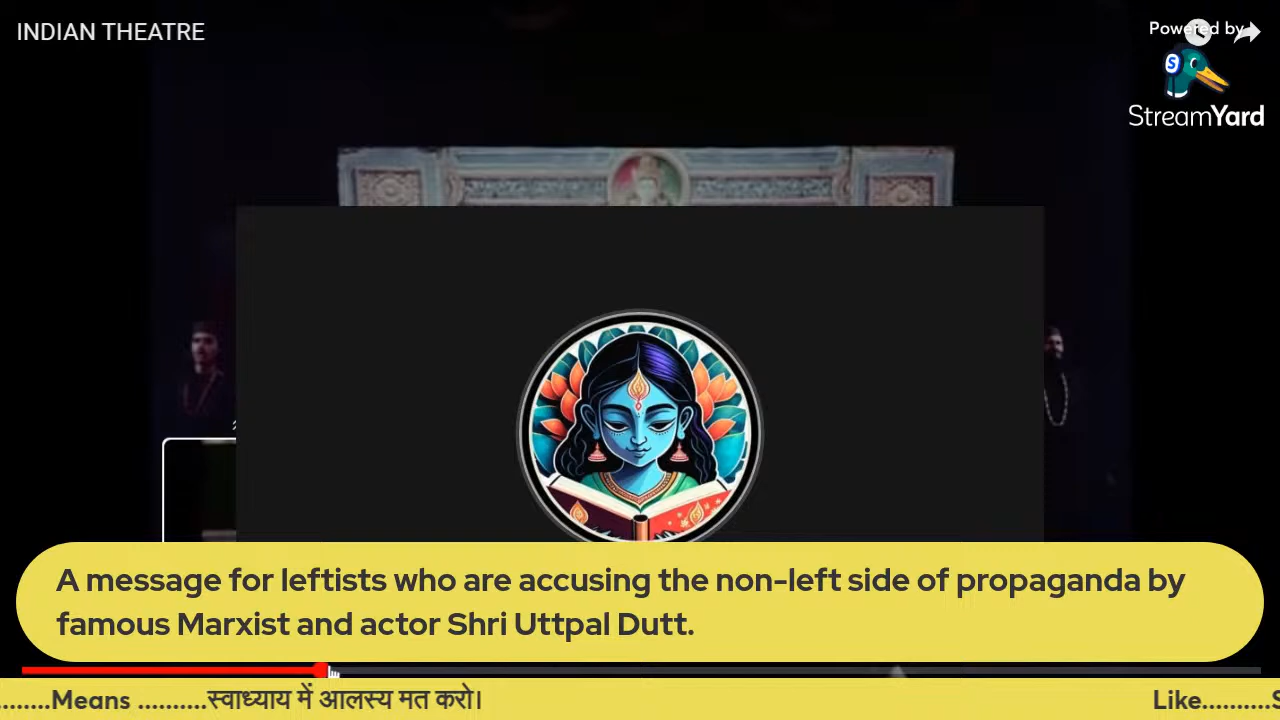 INDIAN THEATRE
Powered by
StreamYard
A message for leftists who are accusing the non-left side of propaganda by
famous Marxist and actor Shri Uttpal Dutt.
........Means ..........स्वाध्याय में आलस्य मत करो।
Like..........S